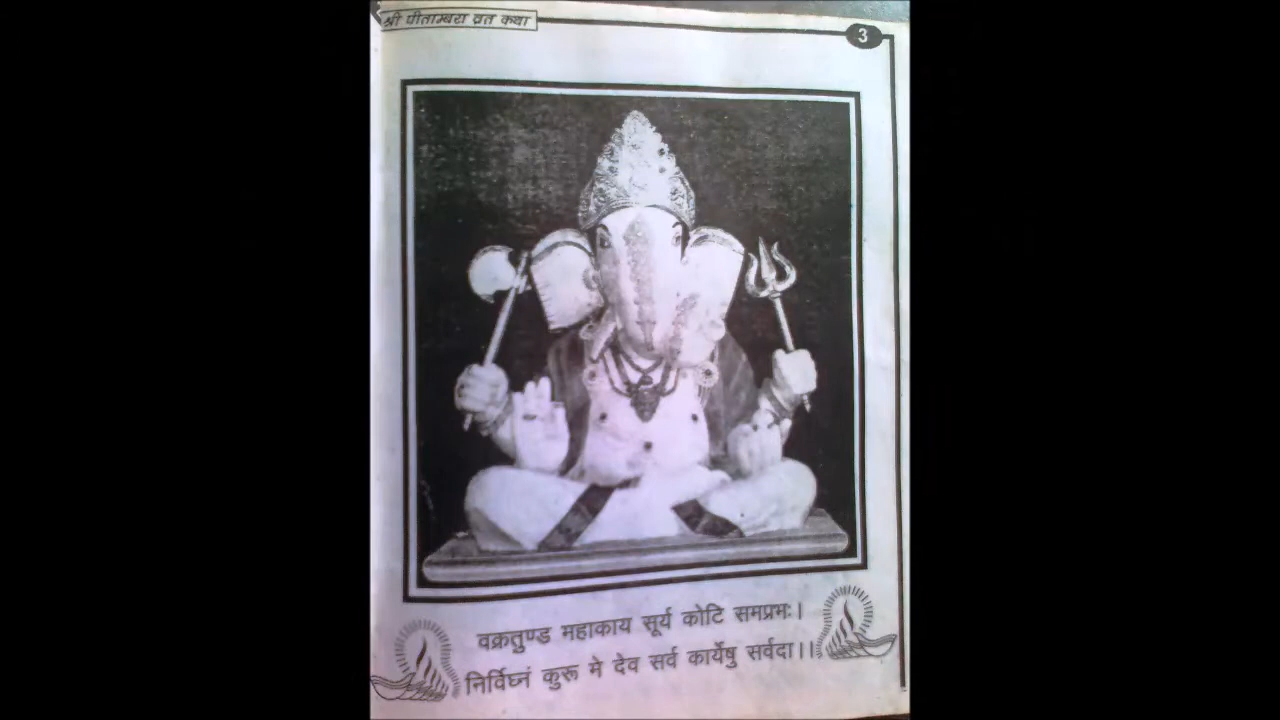 श्री पीताम्बरा व्रत कथा
3
वक्रतुण्ड महाकाय सूर्य कोटि समप्रभः।
निर्विघ्नं कुरू मे देव सर्व कार्येषु सर्वदा।।